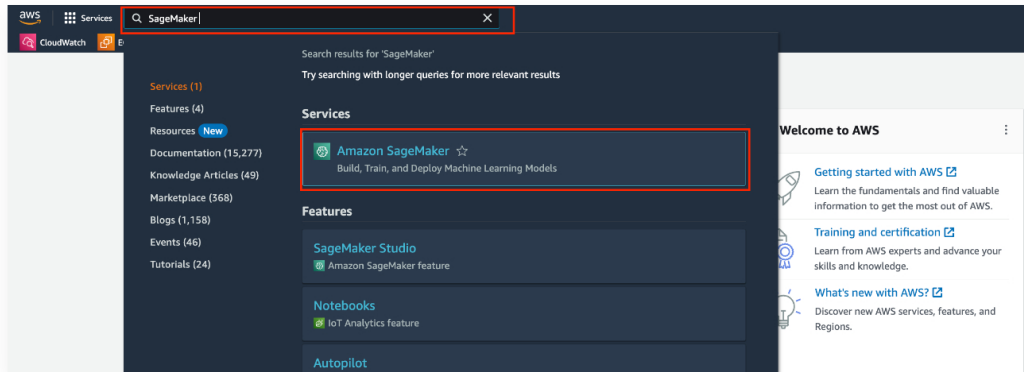 aws
Services
SageMaker
CloudWatch
Search results for 'SageMaker'
Try searching with longer queries for more relevant results
Services (1)
Features (4)
Resources New
Documentation (15,277)
Knowledge Articles (49)
Marketplace (368)
Blogs (1,158)
Events (46)
Tutorials (24)
Services
Amazon SageMaker
Build, Train, and Deploy Machine Learning Models
Features
SageMaker Studio
Amazon SageMaker feature
Notebooks
IoT Analytics feature
Autopilot
Welcome to AWS
Getting started with AWS
Learn the fundamentals and find valuable
information to get the most out of AWS.
Training and certification
Learn from AWS experts and advance your
skills and knowledge.
What's new with AWS?
Discover new AWS services, features, and
Regions.